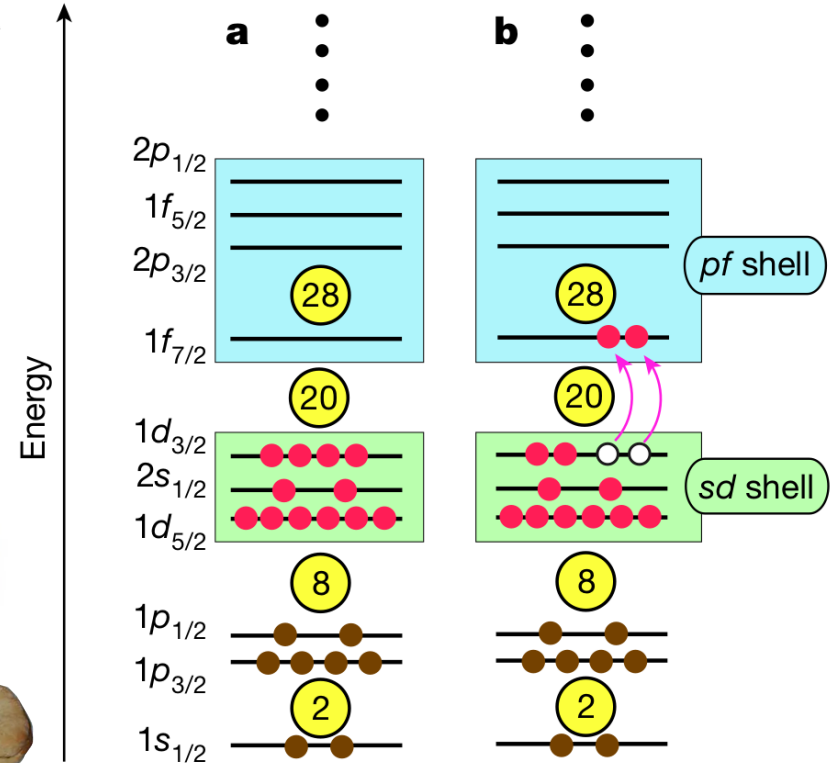 a b
2p1/2
1f5/2
2p3/2
pf shell
28 28
1f7/2
20 20
Energy
1d3/2
2s1/2
sd shell
1d5/2
8 8
1p1/2
1p3/2
2 2
1s1/2